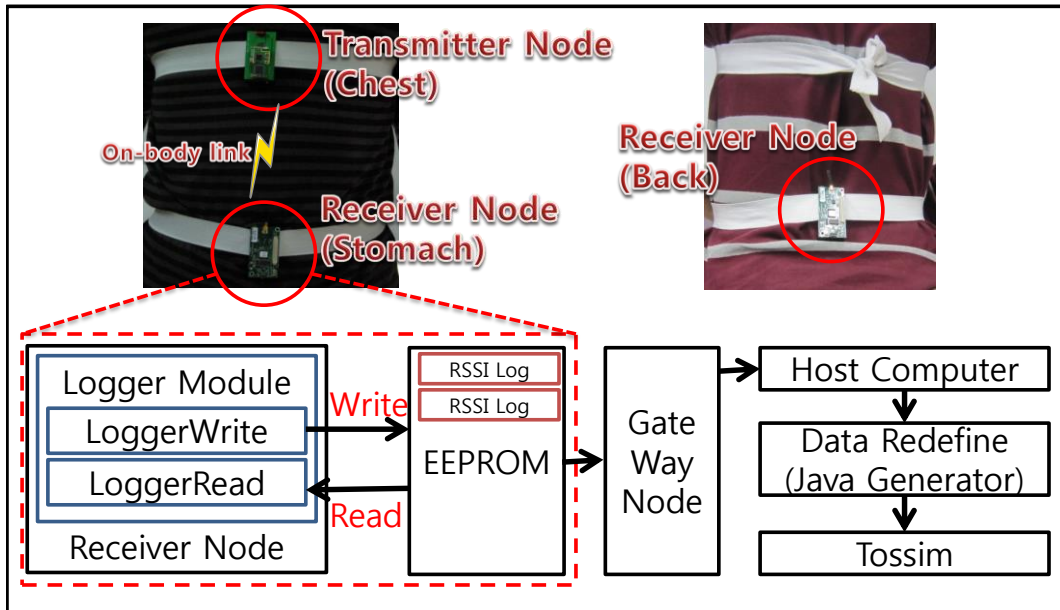 Transmitter Node
(Chest)
On-body link
Receiver Node
(Stomach)
Receiver Node
(Back)
Logger Module
LoggerWrite
LoggerRead
Receiver Node
Write
Read
RSSI Log
RSSI Log
EEPROM
Gate
Way
Node
Host Computer
Data Redefine
(Java Generator)
Tossim